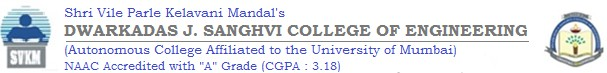 Shri Vile Parle Kelavani Mandal's
DWARKADAS J. SANGHVI COLLEGE OF ENGINEERING
(Autonomous College Affiliated to the University of Mumbai)
NAAC Accredited with "A" Grade (CGPA : 3.18)
SVKM